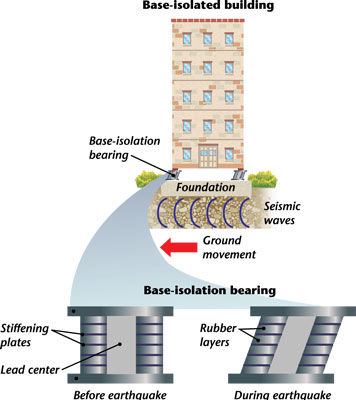 Base-isolated building
Base-isolation
bearing
Foundation
Seismic
waves
Ground
movement
Base-isolation bearing
Stiffening
plates
Lead center
Rubber
layers
Before earthquake
During earthquake